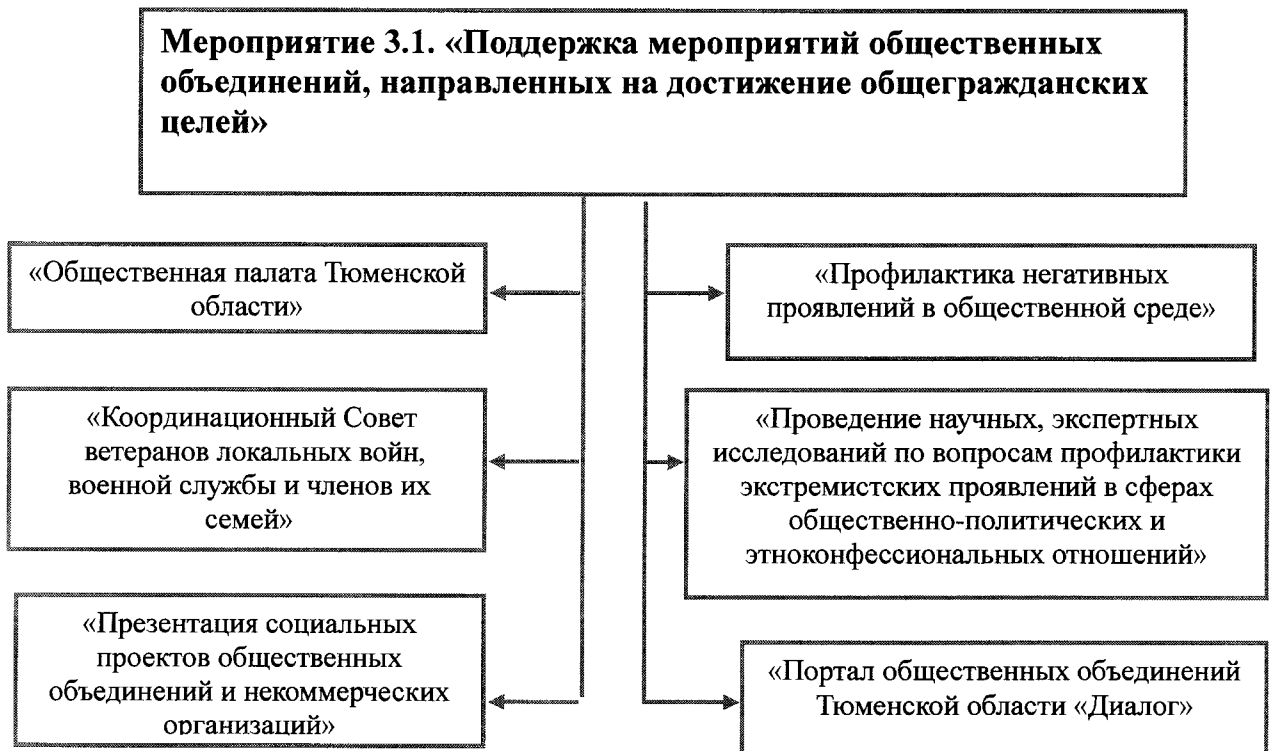 Мероприятие 3.1. «Поддержка мероприятий общественных
объединений, направленных на достижение общегражданских
целей»
«Общественная палата Тюменской
области»
«Координационный Совет
ветеранов локальных войн,
военной службы и членов их
семей»
«Презентация социальных
проектов общественных
объединений и некоммерческих
организаций»
«Профилактика негативных
проявлений в общественной среде»
«Проведение научных, экспертных
исследований по вопросам профилактики
экстремистских проявлений в сферах
общественно-политических и
этноконфессиональных отношений»
«Портал общественных объединений
Тюменской области «Диалог»